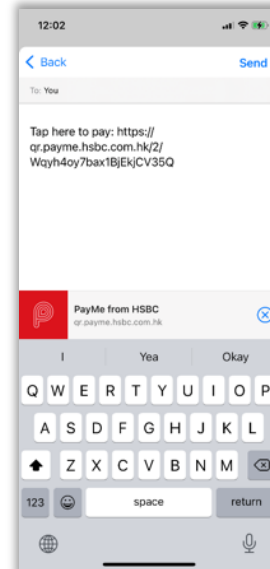 12:02
Back
Send
To: You
Tap here to pay: https://
qr.payme.hsbc.com.hk/2/
Wqyh4oy7bax1BjEkjCV35Q
PayMe from HSBC
qr.payme.hsbc.com.hk
I Yea Okay
Q W E R T Y U I O P
A S D F G H J K L
Z X C V B N M
123 space return